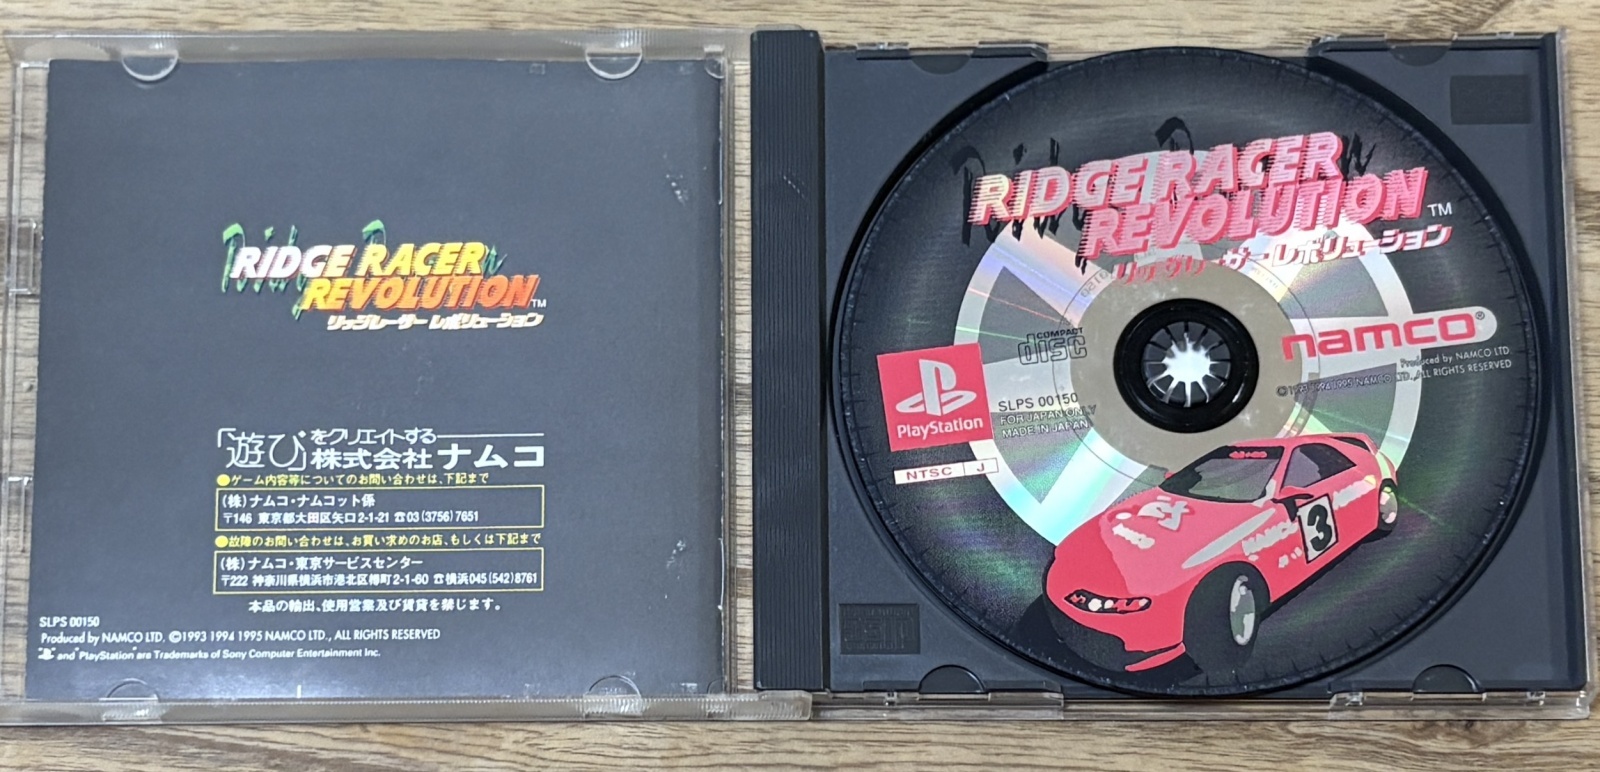 RIDGE RACER
REVOLUTION TM
リッジレーサー レボリューション
「遊び」をクリエイトする
株式会社ナムコ
●ゲーム内容等についてのお問い合わせは、下記まで
(株)ナムコ・ナムコット係
〒146 東京都大田区矢口2-1-21 ☎03(3756)7651
●故障のお問い合わせは、お買い求めのお店、もしくは下記まで
(株)ナムコ・東京サービスセンター
〒222 神奈川県横浜市港北区樽町2-1-60 ☎横浜045(542)8761
本品の輸出、使用営業及び賃貸を禁じます。
SLPS 00150
Produced by NAMCO LTD, ©1993 1994 1995 NAMCO LTD., ALL RIGHTS RESERVED
"PS" and "PlayStation" are Trademarks of Sony Computer Entertainment Inc.
RIDGE RACER
REVOLUTION TM
リッジレーサー レボリューション
COMPACT
disc
namco®
Produced by NAMCO LTD.
©1993 1994 1995 NAMCO LTD., ALL RIGHTS RESERVED
PlayStation
SLPS 00150
FOR JAPAN ONLY
MADE IN JAPAN
NTSC J
3